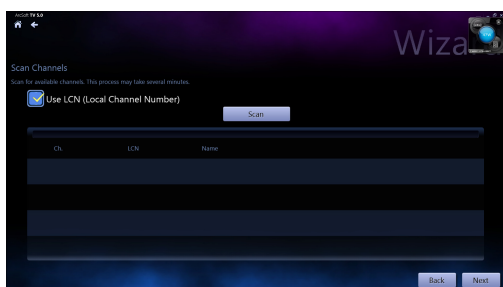 ArcSoft TV 5.0
Wiza
Scan Channels
Scan for available channels. This process may take several minutes.
Use LCN (Local Channel Number)
Scan
Ch. LCN Name
Back Next